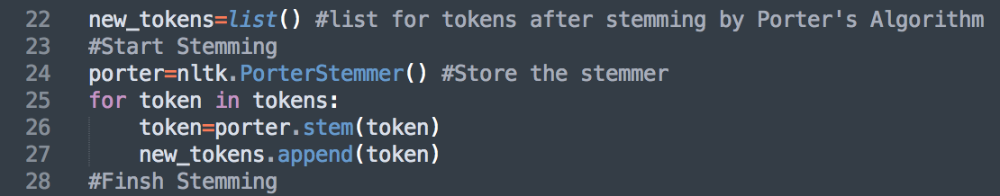 22 new_tokens=list() #list for tokens after stemming by Porter's Algorithm
23 #Start Stemming
24 porter=nltk.PorterStemmer() #Store the stemmer
25 for token in tokens:
26     token=porter.stem(token)
27     new_tokens.append(token)
28 #Finsh Stemming